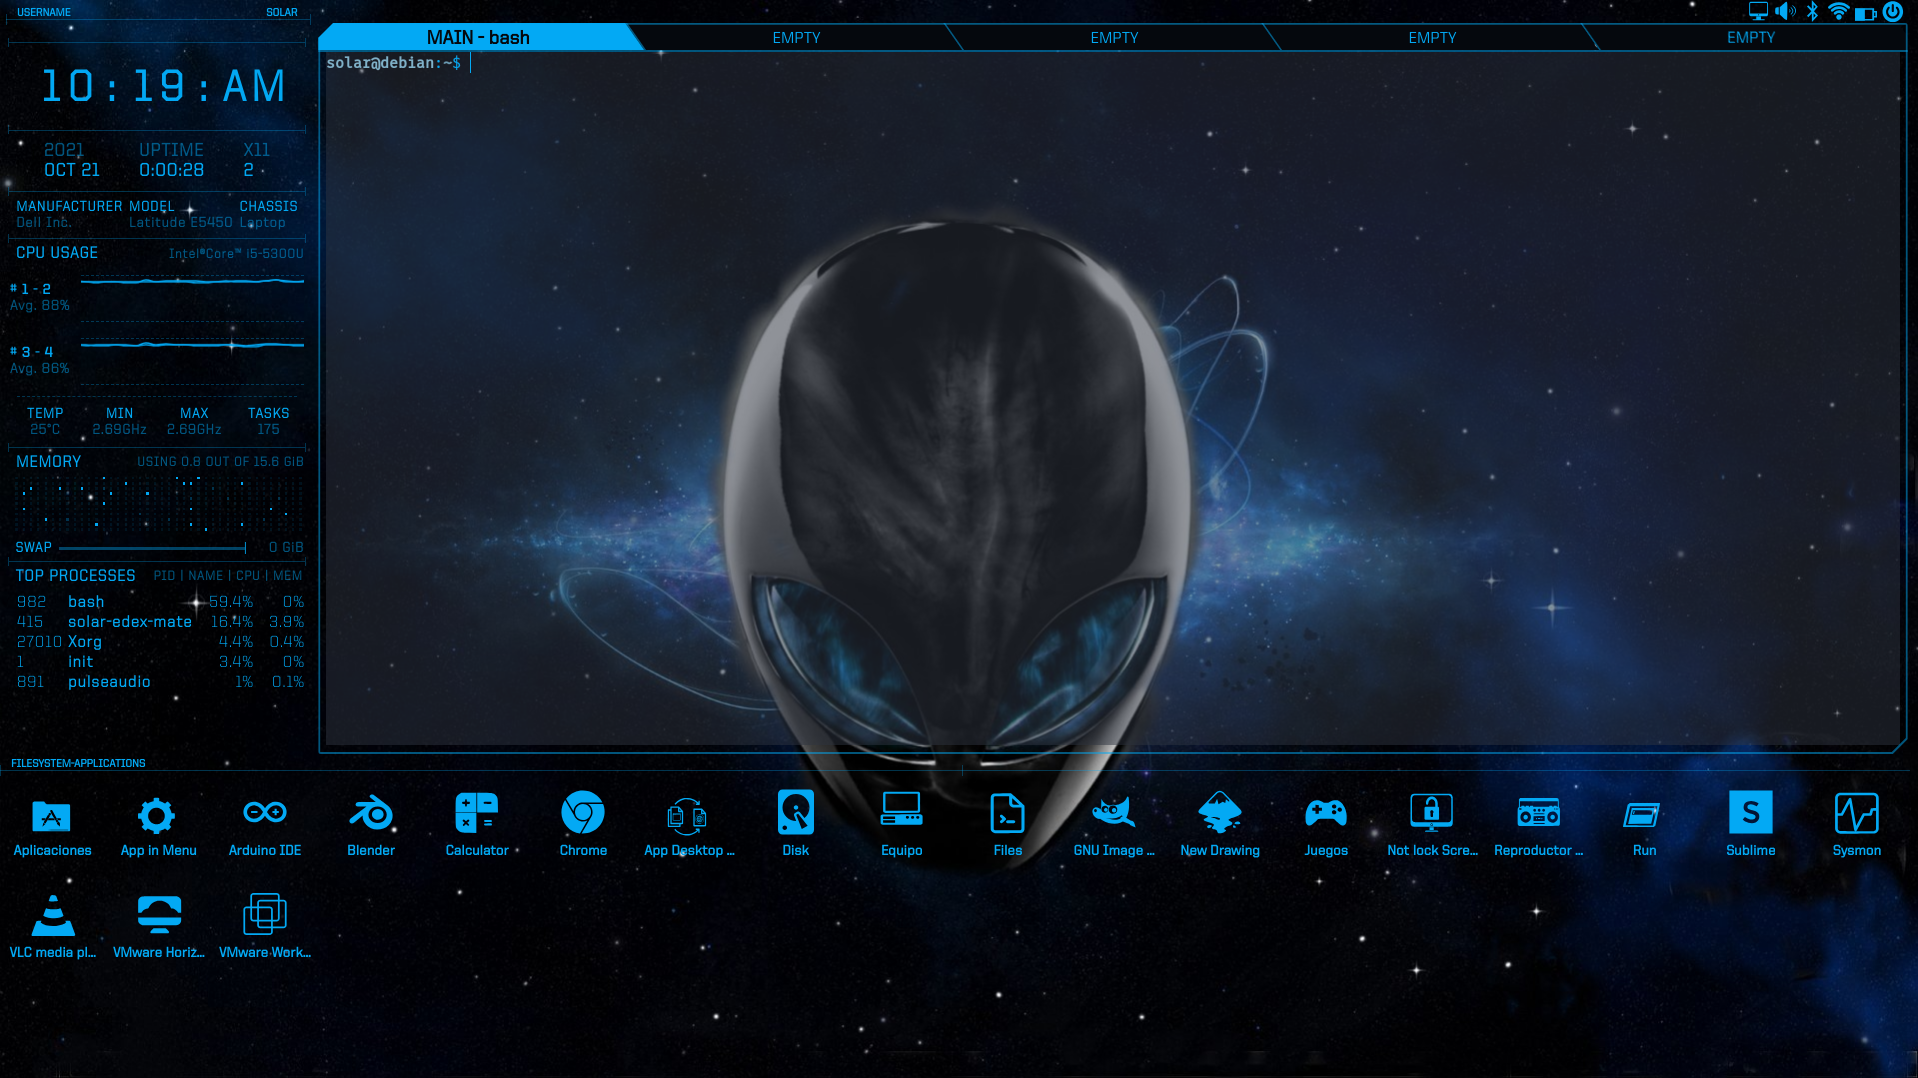 USERNAME SOLAR
10 : 19 : AM
2021 UPTIME X11
OCT 21 0:00:28 2
MANUFACTURER MODEL CHASSIS
Dell Inc. Latitude E5450 Laptop
CPU USAGE Intel®Core™ i5-5300U
# 1 - 2
Avg. 88%
# 3 - 4
Avg. 86%
TEMP MIN MAX TASKS
25°C 2.69GHz 2.69GHz 175
MEMORY USING 0.8 OUT OF 15.6 GiB
SWAP 0 GiB
TOP PROCESSES PID | NAME | CPU | MEM
982 bash 59.4% 0%
415 solar-edex-mate 16.4% 3.9%
27010 Xorg 4.4% 0.4%
1 init 3.4% 0%
891 pulseaudio 1% 0.1%
MAIN - bash EMPTY EMPTY EMPTY EMPTY
solar@debian:~$
FILESYSTEM-APPLICATIONS
Aplicaciones App in Menu Arduino IDE Blender Calculator Chrome App Desktop ... Disk Equipo Files GNU Image ... New Drawing Juegos Not lock Scre... Reproductor ... Run Sublime Sysmon
VLC media pl... VMware Horiz... VMware Work...